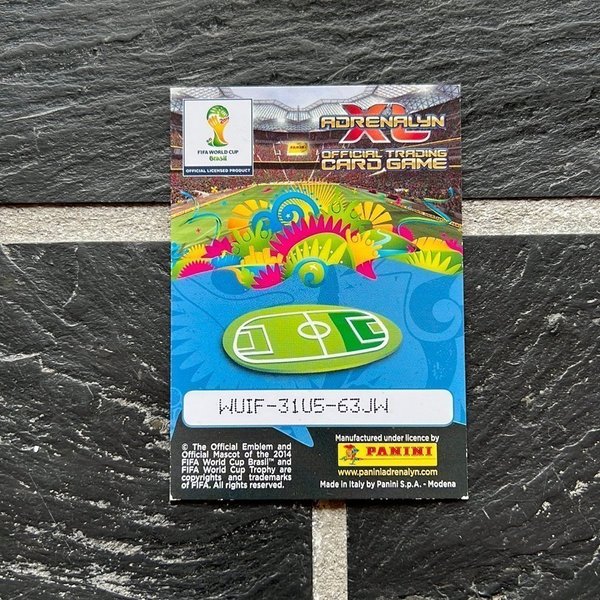 FIFA WORLD CUP
Brasil
OFFICIAL LICENSED PRODUCT
ADRENALYN
XL
OFFICIAL TRADING
CARD GAME
PANINI
WUIF-31U5-63JW
© The Official Emblem and
Official Mascot of the 2014
FIFA World Cup Brasil™ and
FIFA World Cup Trophy are
copyrights and trademarks
of FIFA. All rights reserved.
Manufactured under licence by
PANINI
www.paniniadrenalyn.com
Made in Italy by Panini S.p.A. - Modena